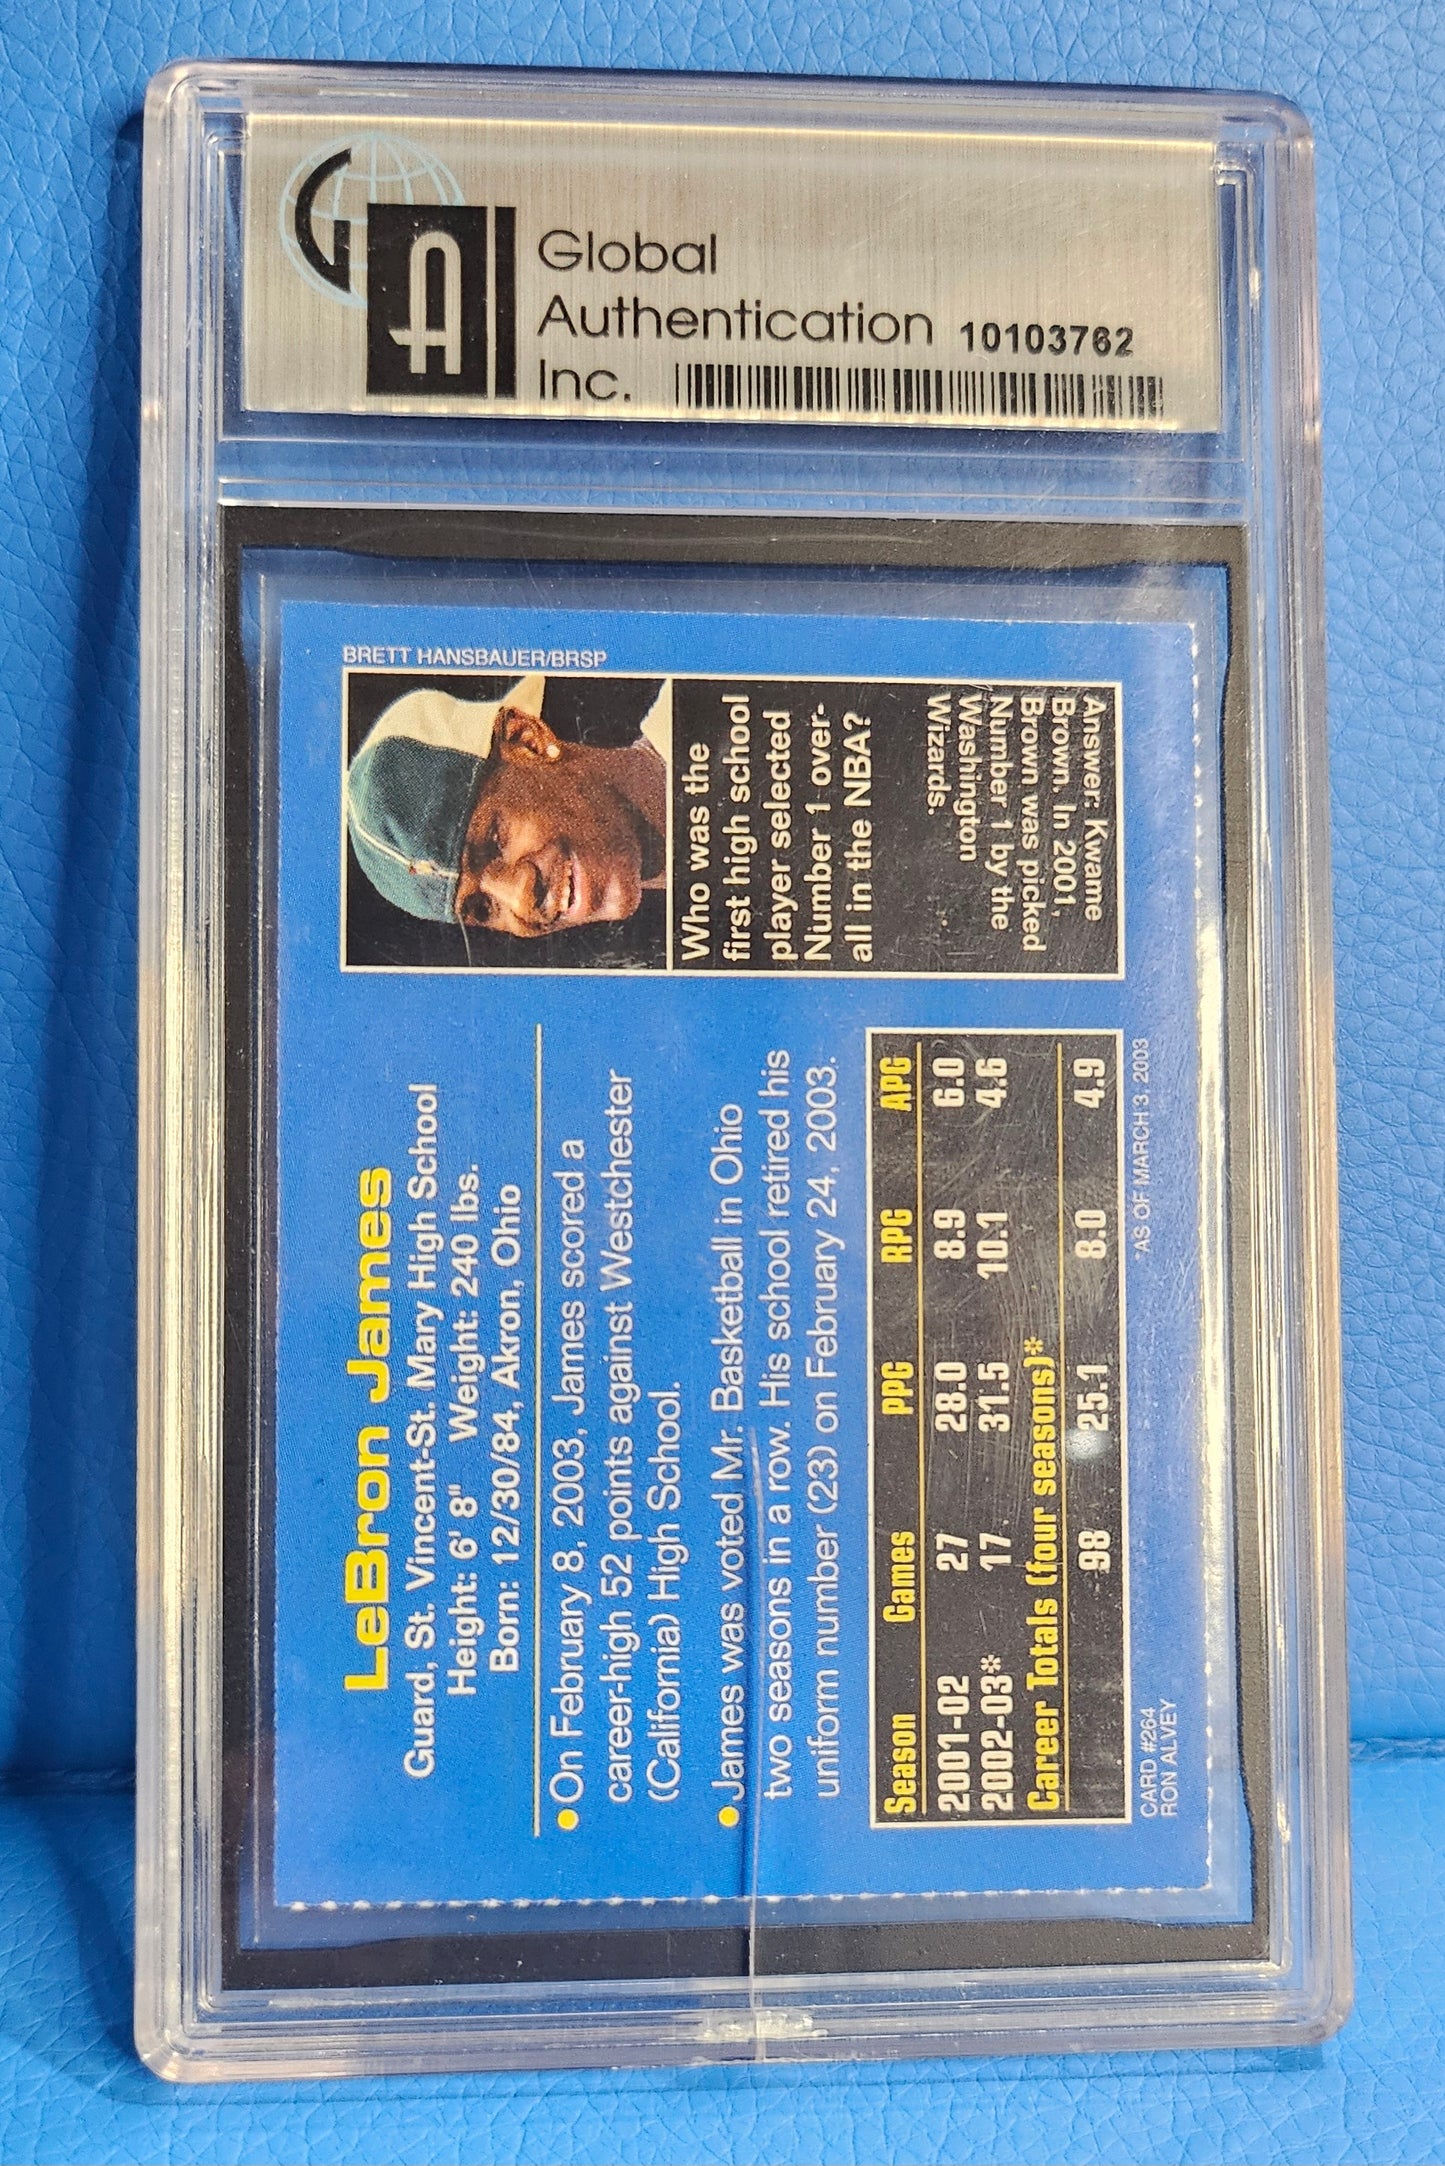 Global
Authentication
Inc.
10103762
LeBron James
Guard, St. Vincent-St. Mary High School
Height: 6' 8" Weight: 240 lbs.
Born: 12/30/84, Akron, Ohio
•On February 8, 2003, James scored a
career-high 52 points against Westchester
(California) High School.
•James was voted Mr. Basketball in Ohio
two seasons in a row. His school retired his
uniform number (23) on February 24, 2003.
Season Games PPG RPG APG
2001-02 27 28.0 8.9 6.0
2002-03* 17 31.5 10.1 4.6
Career Totals (four seasons)*
98 25.1 8.0 4.9
CARD #264
RON ALVEY
*AS OF MARCH 3, 2003
BRETT HANSBAUER/BRSP
Who was the
first high school
player selected
Number 1 over-
all in the NBA?
Answer: Kwame
Brown. In 2001,
Brown was picked
Number 1 by the
Washington
Wizards.